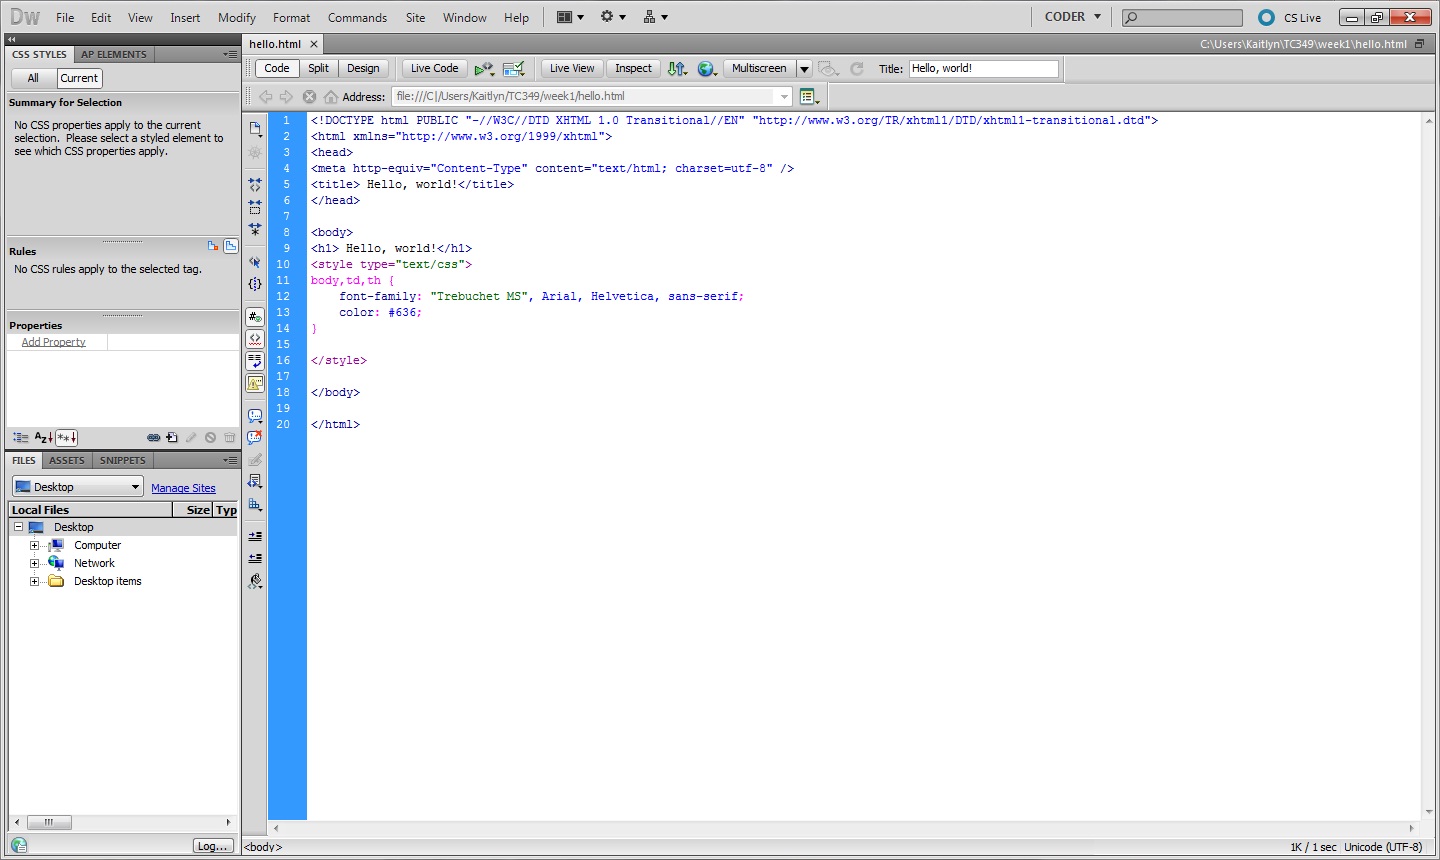 Dw File Edit View Insert Modify Format Commands Site Window Help CODER CS Live
CSS STYLES AP ELEMENTS
All Current
Summary for Selection
No CSS properties apply to the current
selection. Please select a styled element to
see which CSS properties apply.
Rules
No CSS rules apply to the selected tag.
Properties
Add Property
FILES ASSETS SNIPPETS
Desktop Manage Sites
Local Files Size Typ
Desktop
Computer
Network
Desktop items
Log...
hello.html C:\Users\Kaitlyn\TC349\week1\hello.html
Code Split Design Live Code Live View Inspect Multiscreen Title: Hello, world!
Address: file:///C|/Users/Kaitlyn/TC349/week1/hello.html
1 <!DOCTYPE html PUBLIC "-//W3C//DTD XHTML 1.0 Transitional//EN" "http://www.w3.org/TR/xhtml1/DTD/xhtml1-transitional.dtd">
2 <html xmlns="http://www.w3.org/1999/xhtml">
3 <head>
4 <meta http-equiv="Content-Type" content="text/html; charset=utf-8" />
5 <title> Hello, world!</title>
6 </head>
7
8 <body>
9 <h1> Hello, world!</h1>
10 <style type="text/css">
11 body,td,th {
12 font-family: "Trebuchet MS", Arial, Helvetica, sans-serif;
13 color: #636;
14 }
15
16 </style>
17
18 </body>
19
20 </html>
<body> 1K / 1 sec Unicode (UTF-8)